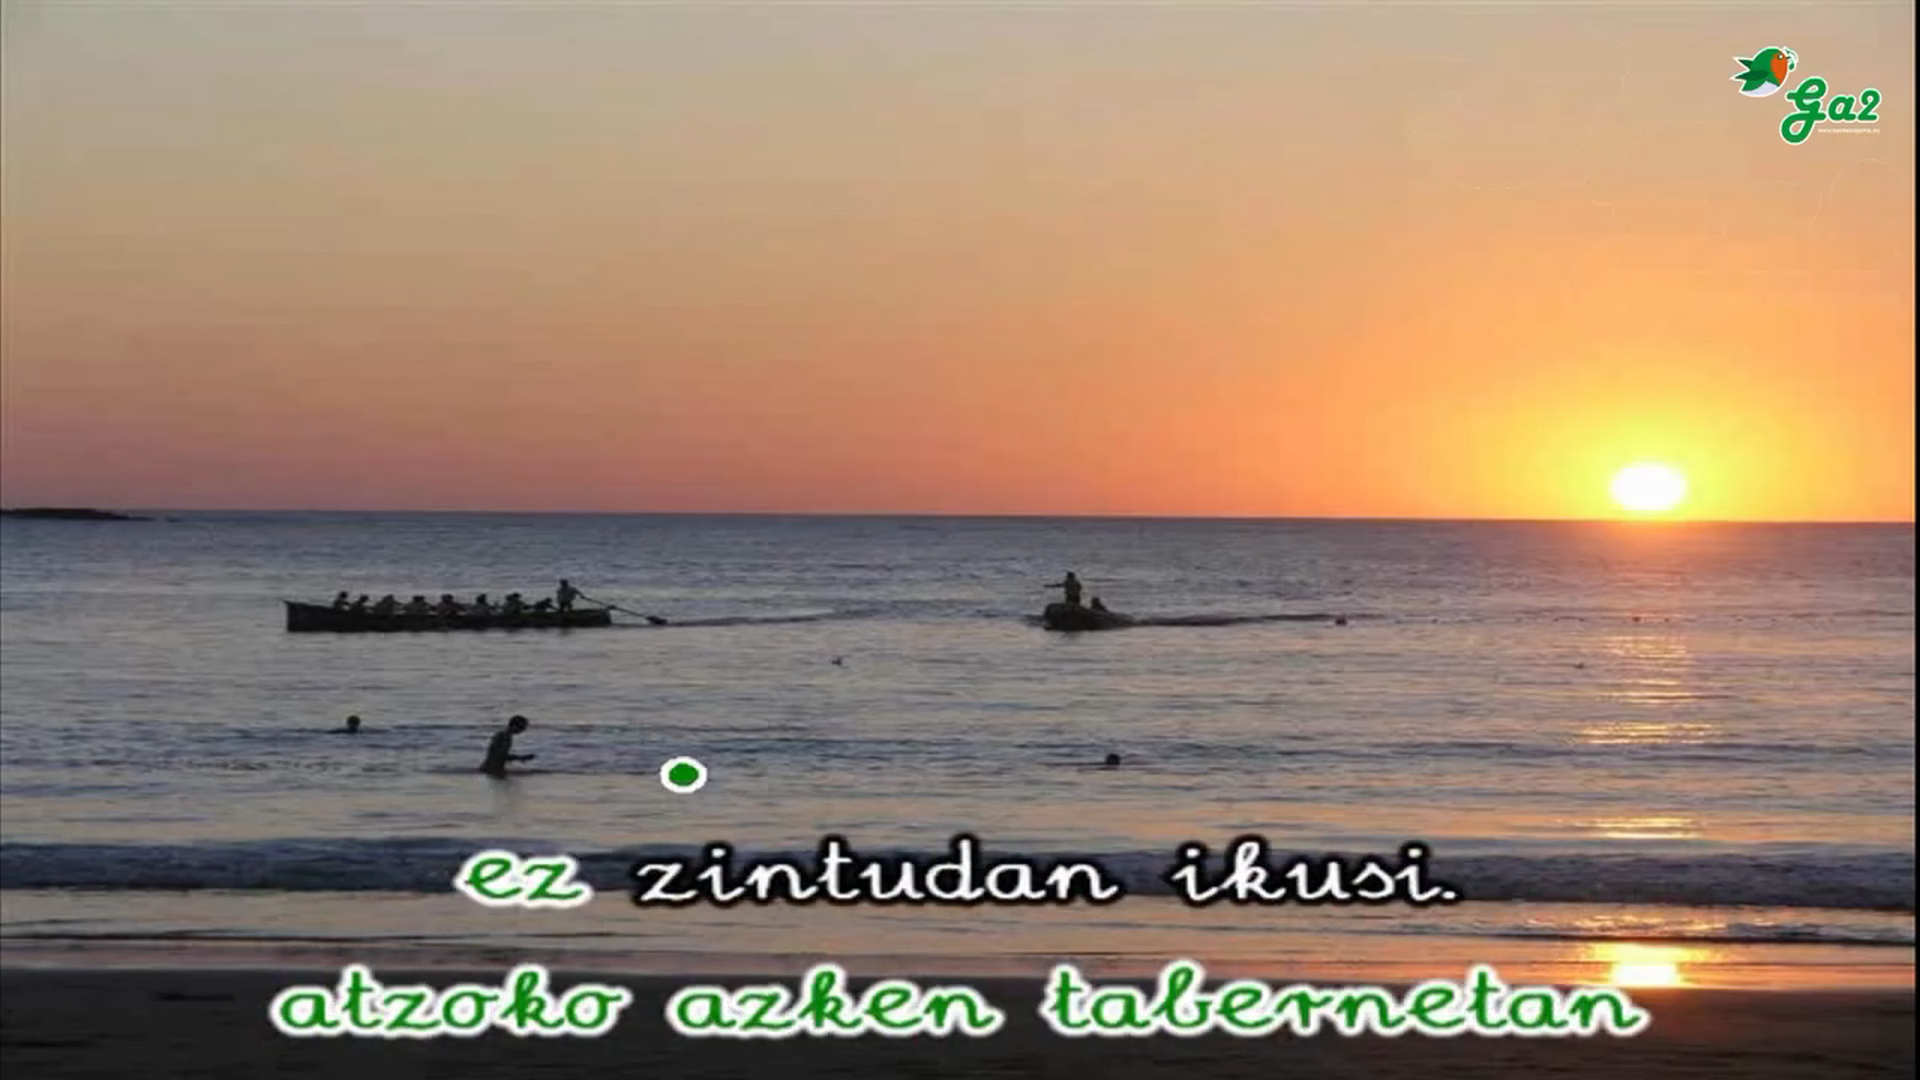 Ga2
ez zintudan ikusi.
atzoko azken tabernetan